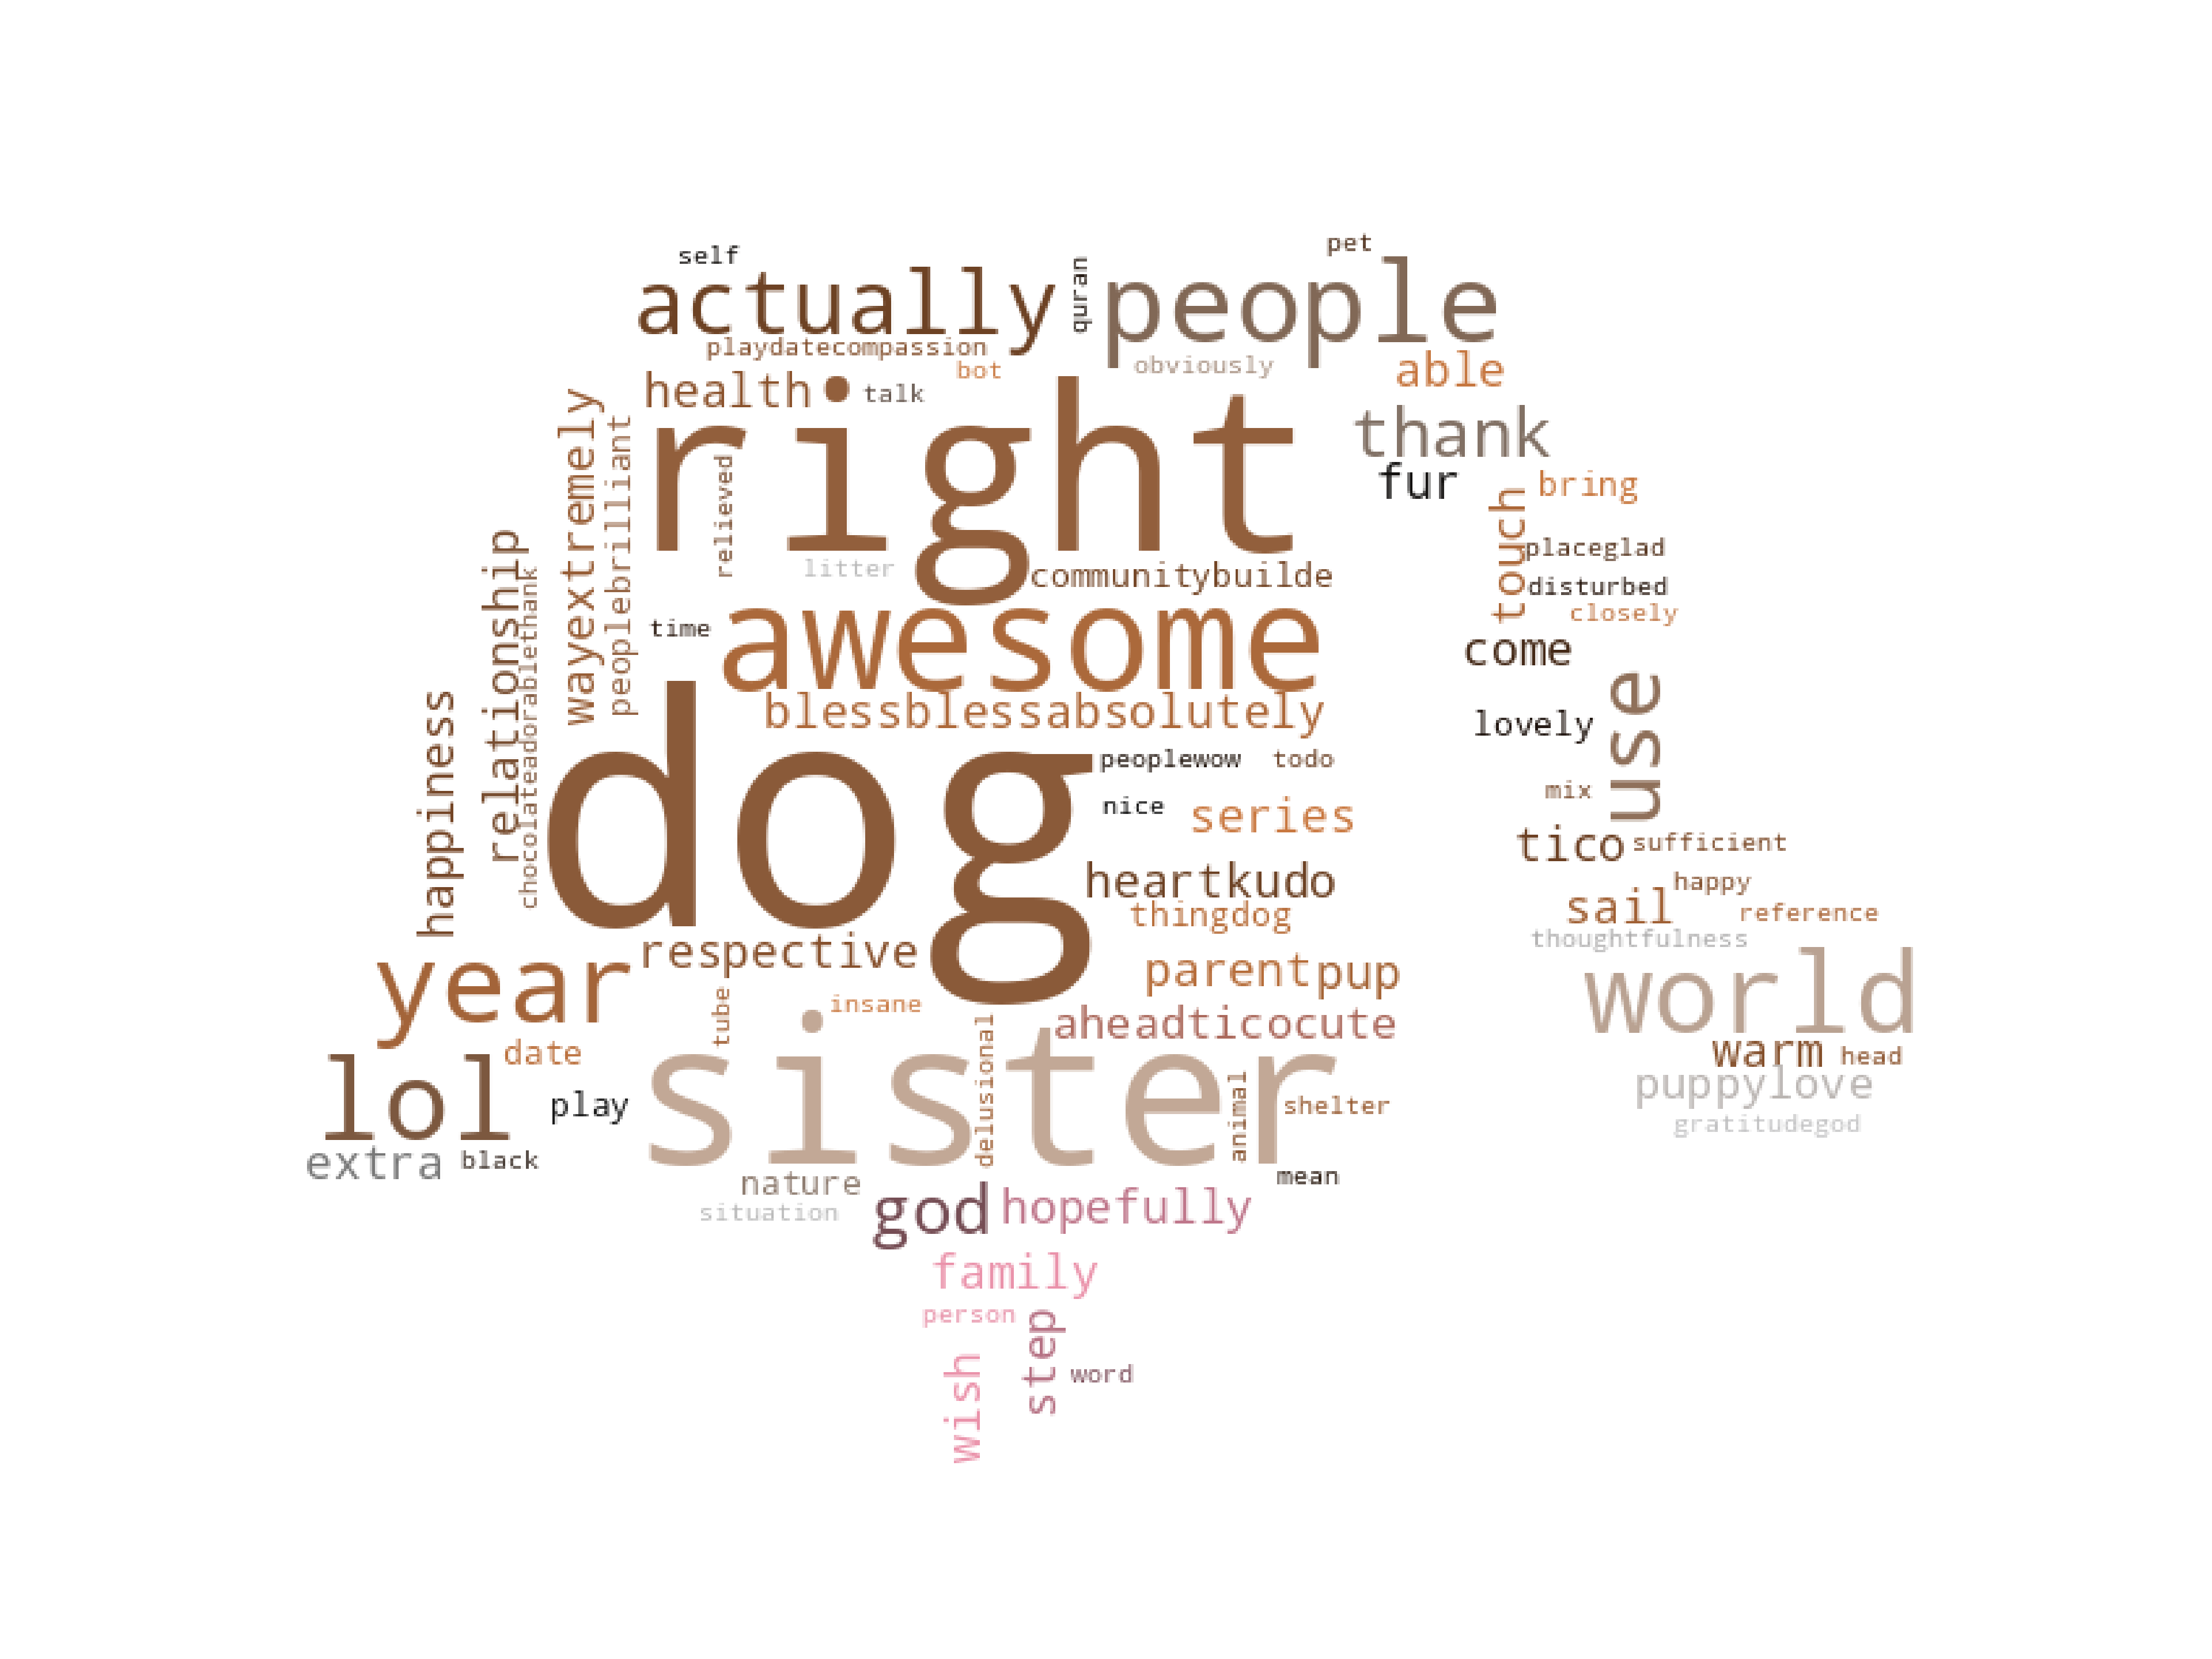 pet
self
actually
quran
people
playdatecompassion
obviously
bot
able
health
talk
right
thank
wayextremely
peoplebrilliant
relieved
fur
bring
touch
relationship
litter
communitybuilde
placeglad
disturbed
closely
chocolateadorablethank
time
awesome
come
happiness
blessblessabsolutely
lovely
use
dog
peoplewow
todo
nice
series
mix
tico
sufficient
heartkudo
happy
thingdog
sail
reference
respective
thoughtfulness
year
parent
pup
world
tube
insane
delusional
aheadticocute
date
lol
sister
warm
head
play
animal
shelter
puppylove
gratitudegod
extra
black
nature
mean
situation
god
hopefully
family
person
step
wish
word